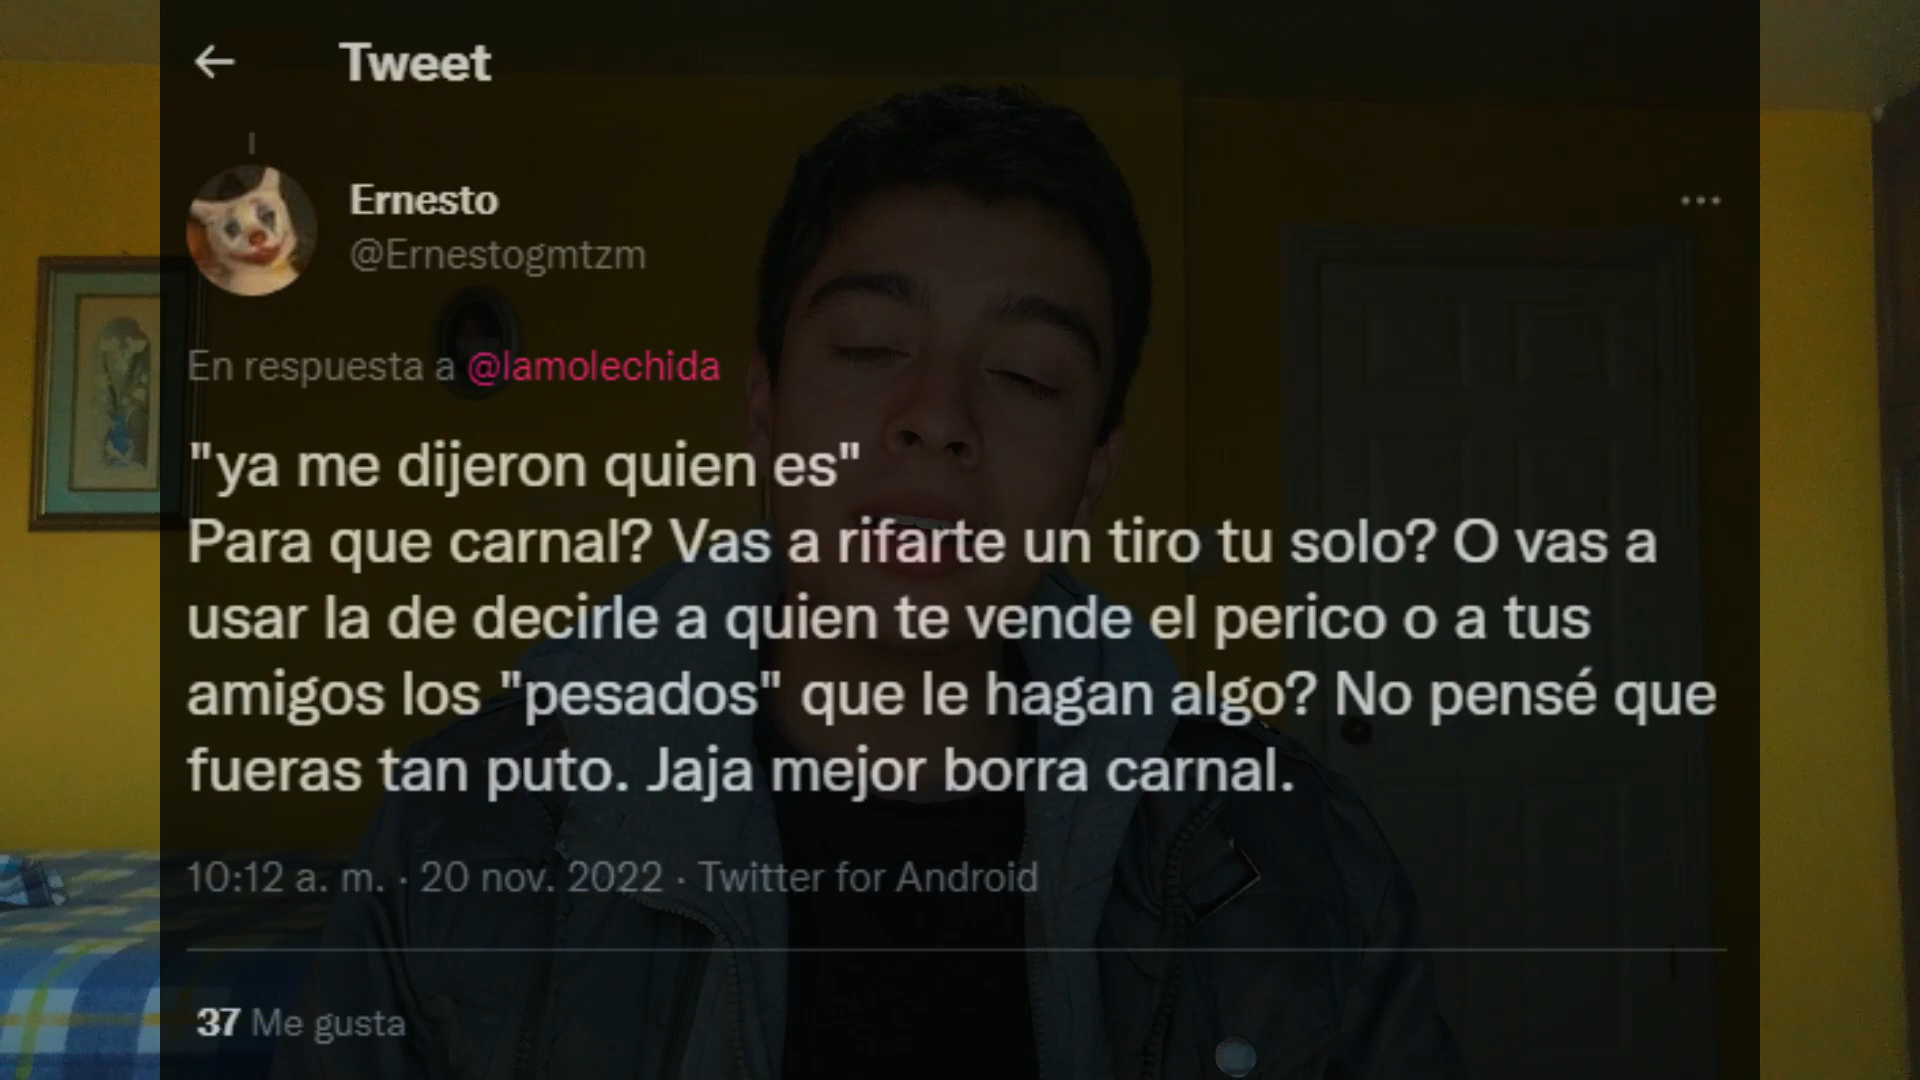 Tweet
Ernesto
@Ernestogmtzm
En respuesta a @lamolechida
"ya me dijeron quien es"
Para que carnal? Vas a rifarte un tiro tu solo? O vas a
usar la de decirle a quien te vende el perico o a tus
amigos los "pesados" que le hagan algo? No pensé que
fueras tan puto. Jaja mejor borra carnal.
10:12 a. m. · 20 nov. 2022 · Twitter for Android
37 Me gusta